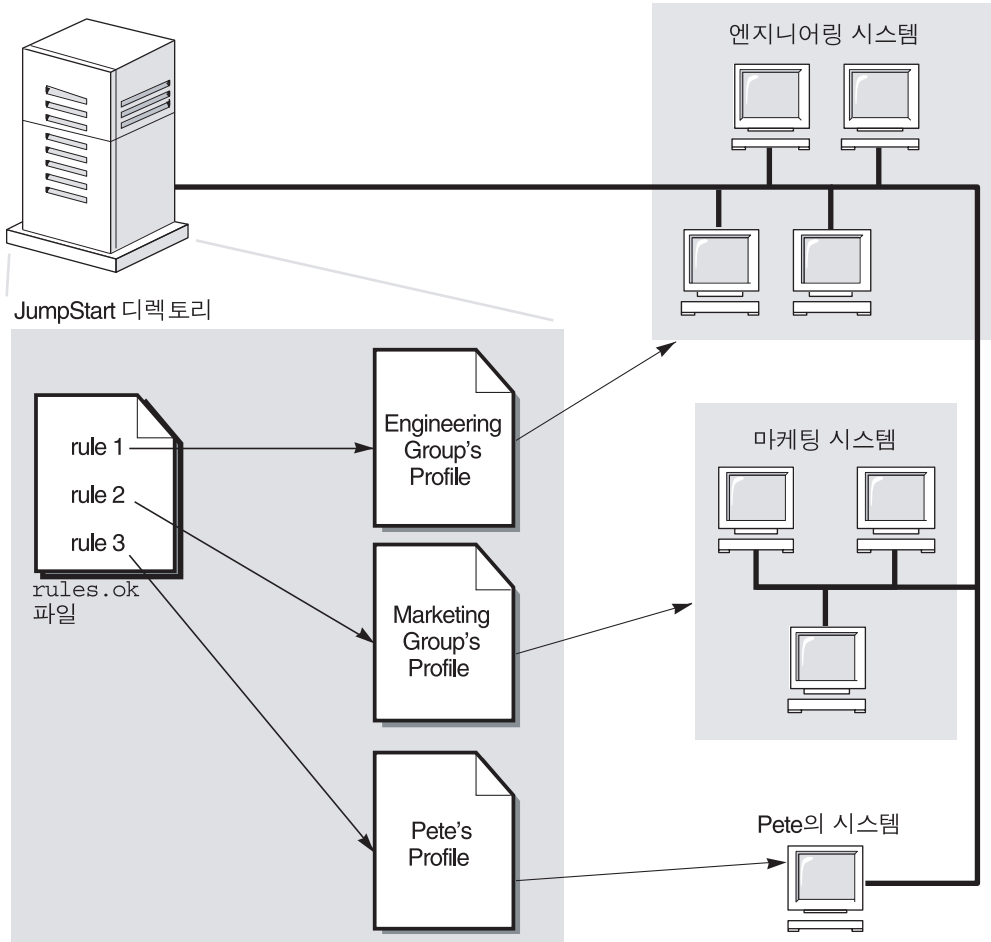 엔지니어링 시스템
JumpStart 디렉토리
rule 1
rule 2
rule 3
rules.ok
파일
Engineering
Group's
Profile
Marketing
Group's
Profile
Pete's
Profile
마케팅 시스템
Pete의 시스템